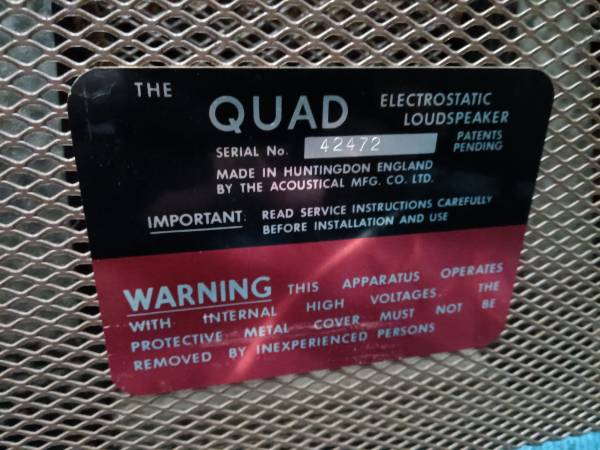 THE QUAD ELECTROSTATIC
LOUDSPEAKER
SERIAL No. 42472 PATENTS
PENDING
MADE IN HUNTINGDON ENGLAND
BY THE ACOUSTICAL MFG. CO. LTD.
IMPORTANT. READ SERVICE INSTRUCTIONS CAREFULLY
BEFORE INSTALLATION AND USE
WARNING THIS APPARATUS OPERATES
WITH INTERNAL HIGH VOLTAGES. THE
PROTECTIVE METAL COVER MUST NOT BE
REMOVED BY INEXPERIENCED PERSONS